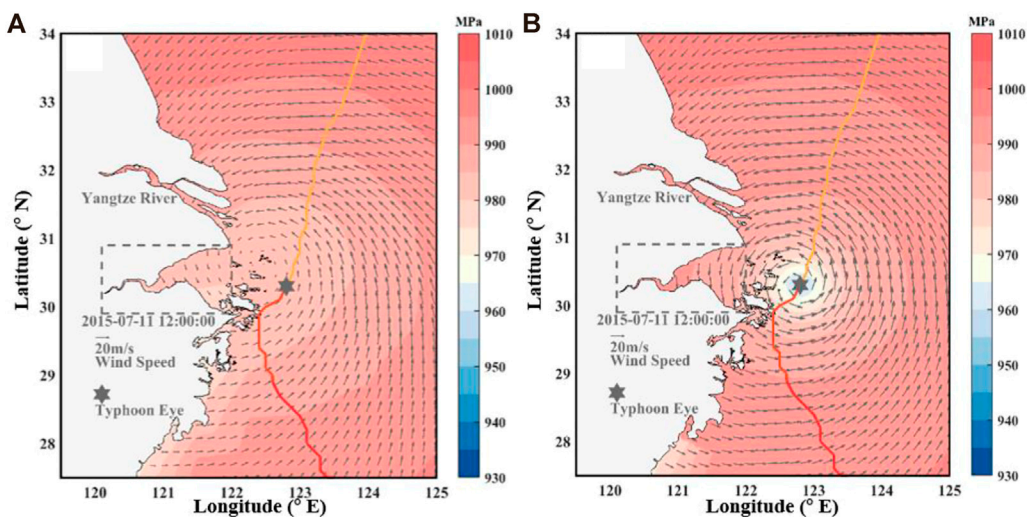 A
MPa
34
33
32
31
30
29
28
Latitude (° N)
Yangtze River
2015-07-11 12:00:00
20m/s
Wind Speed
Typhoon Eye
120
121
122
123
124
125
Longitude (° E)
1010
1000
990
980
970
960
950
940
930
B
MPa
34
33
32
31
30
29
28
Latitude (° N)
Yangtze River
2015-07-11 12:00:00
20m/s
Wind Speed
Typhoon Eye
120
121
122
123
124
125
Longitude (° E)
1010
1000
990
980
970
960
950
940
930